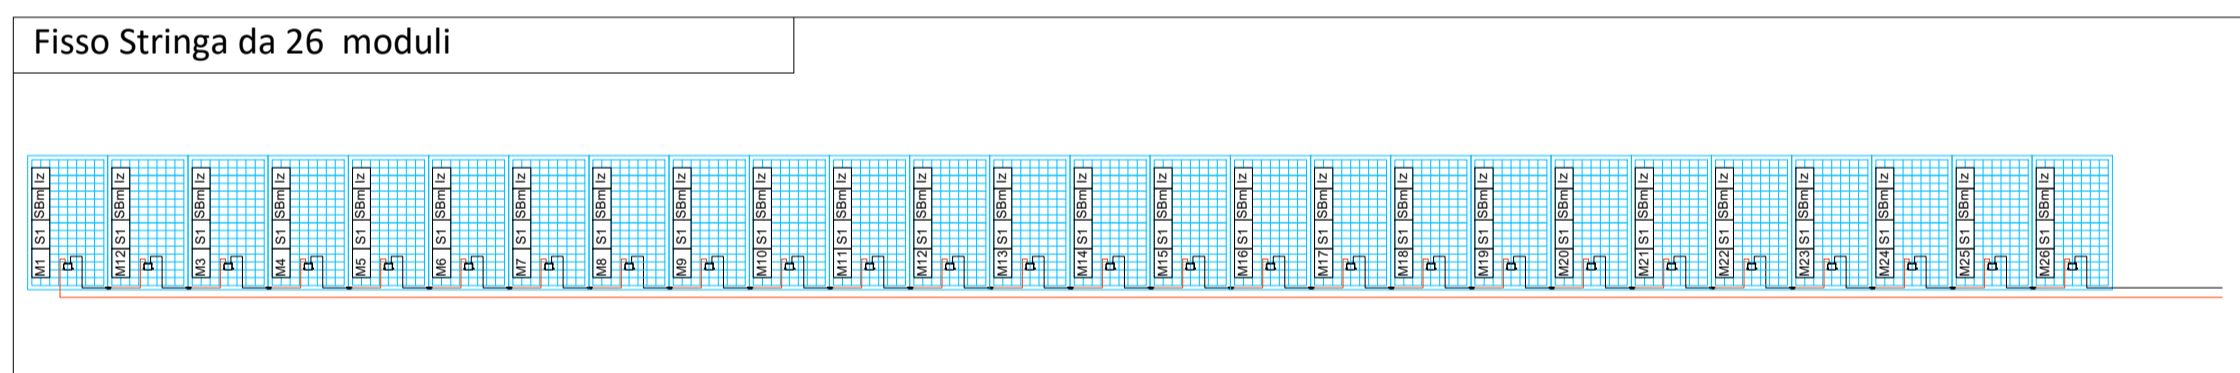 Fisso Stringa da 26 moduli
M1 S1 SBm Iz
M12 S1 SBm Iz
M3 S1 SBm Iz
M4 S1 SBm Iz
M5 S1 SBm Iz
M6 S1 SBm Iz
M7 S1 SBm Iz
M8 S1 SBm Iz
M9 S1 SBm Iz
M10 S1 SBm Iz
M11 S1 SBm Iz
M12 S1 SBm Iz
M13 S1 SBm Iz
M14 S1 SBm Iz
M15 S1 SBm Iz
M16 S1 SBm Iz
M17 S1 SBm Iz
M18 S1 SBm Iz
M19 S1 SBm Iz
M20 S1 SBm Iz
M21 S1 SBm Iz
M22 S1 SBm Iz
M23 S1 SBm Iz
M24 S1 SBm Iz
M25 S1 SBm Iz
M26 S1 SBm Iz